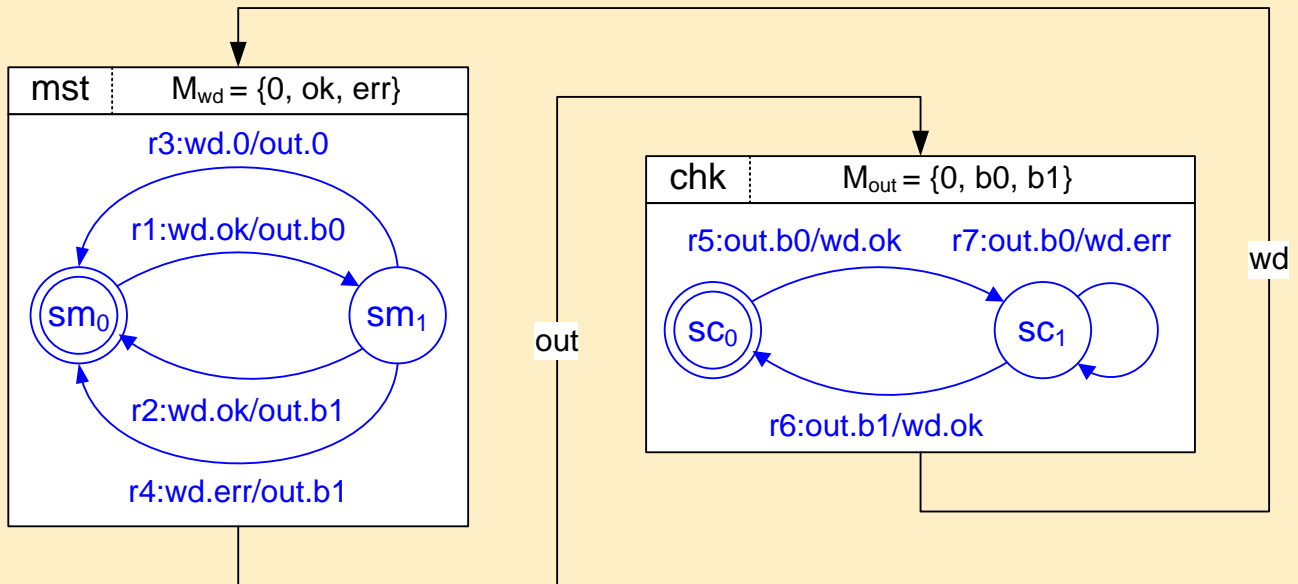 mst
M_wd = {0, ok, err}
r3:wd.0/out.0
r1:wd.ok/out.b0
sm₀
sm₁
r2:wd.ok/out.b1
r4:wd.err/out.b1
out
chk
M_out = {0, b0, b1}
r5:out.b0/wd.ok
r7:out.b0/wd.err
sc₀
sc₁
r6:out.b1/wd.ok
wd